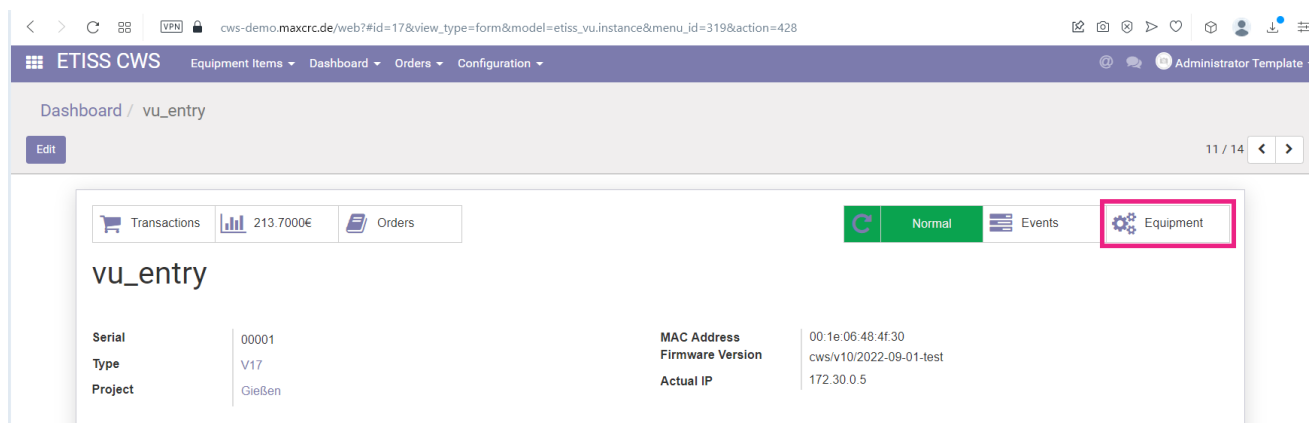 VPN cws-demo.maxcrc.de/web?#id=17&view_type=form&model=etiss_vu.instance&menu_id=319&action=428
ETISS CWS Equipment Items Dashboard Orders Configuration @ Administrator Template
Dashboard / vu_entry
Edit 11 / 14
Transactions 213.7000€ Orders Normal Events Equipment
vu_entry
Serial 00001 MAC Address 00:1e:06:48:4f:30
Type V17 Firmware Version cws/v10/2022-09-01-test
Project Gießen Actual IP 172.30.0.5